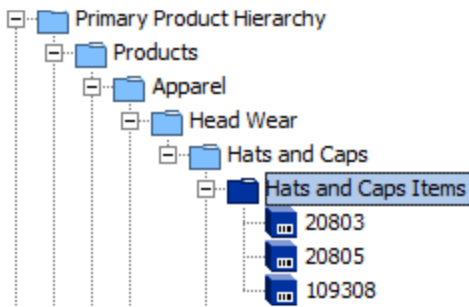 Primary Product Hierarchy
Products
Apparel
Head Wear
Hats and Caps
Hats and Caps Items
20803
20805
109308